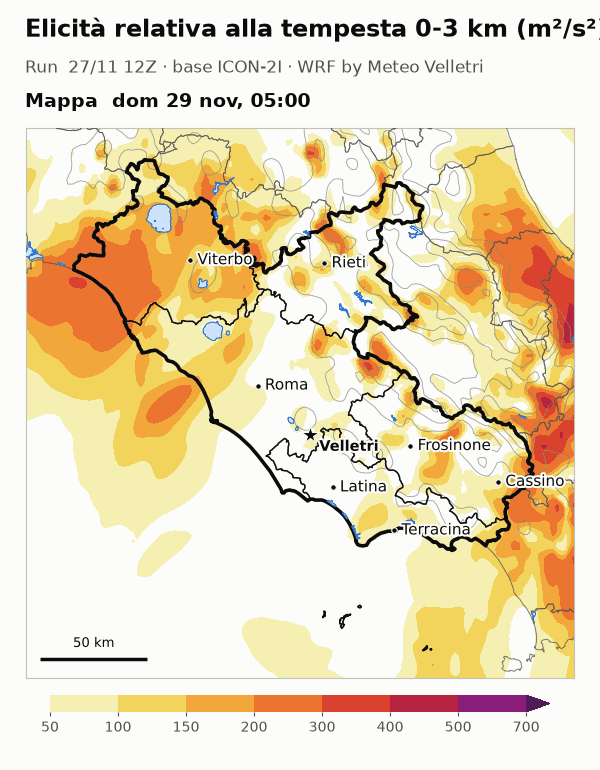 Elicità relativa alla tempesta 0-3 km (m²/s²)
Run  27/11 12Z · base ICON-2I · WRF by Meteo Velletri
Mappa  dom 29 nov, 05:00
Viterbo
Rieti
Roma
Velletri
Frosinone
Latina
Cassino
Terracina
50 km
50 100 150 200 300 400 500 700